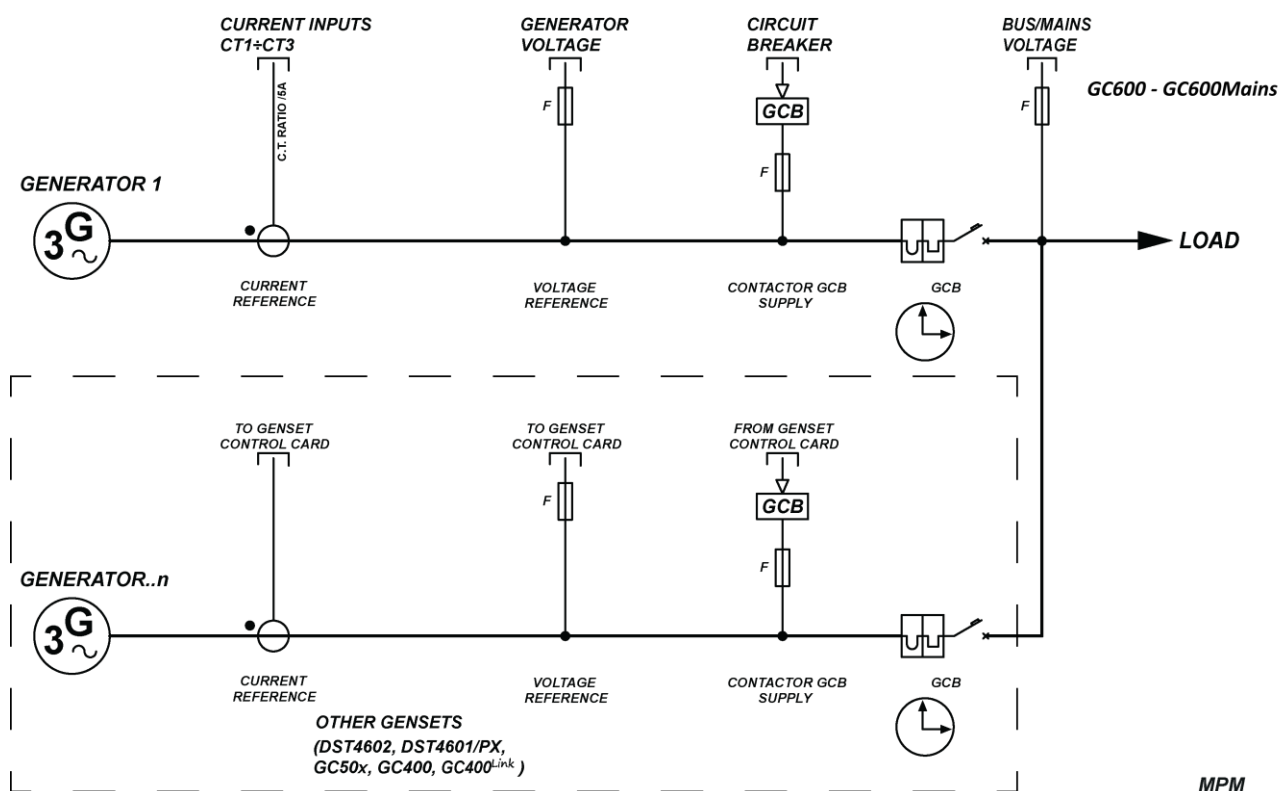 CURRENT INPUTS
CT1÷CT3
GENERATOR
VOLTAGE
CIRCUIT
BREAKER
BUS/MAINS
VOLTAGE
GC600 - GC600Mains
C.T. RATIO /5A
F
GCB
F
F
GENERATOR 1
3G
LOAD
CURRENT
REFERENCE
VOLTAGE
REFERENCE
CONTACTOR GCB
SUPPLY
GCB
TO GENSET
CONTROL CARD
TO GENSET
CONTROL CARD
FROM GENSET
CONTROL CARD
F
GCB
F
GENERATOR..n
3G
CURRENT
REFERENCE
VOLTAGE
REFERENCE
CONTACTOR GCB
SUPPLY
GCB
OTHER GENSETS
(DST4602, DST4601/PX,
GC50x, GC400, GC400Link )
MPM